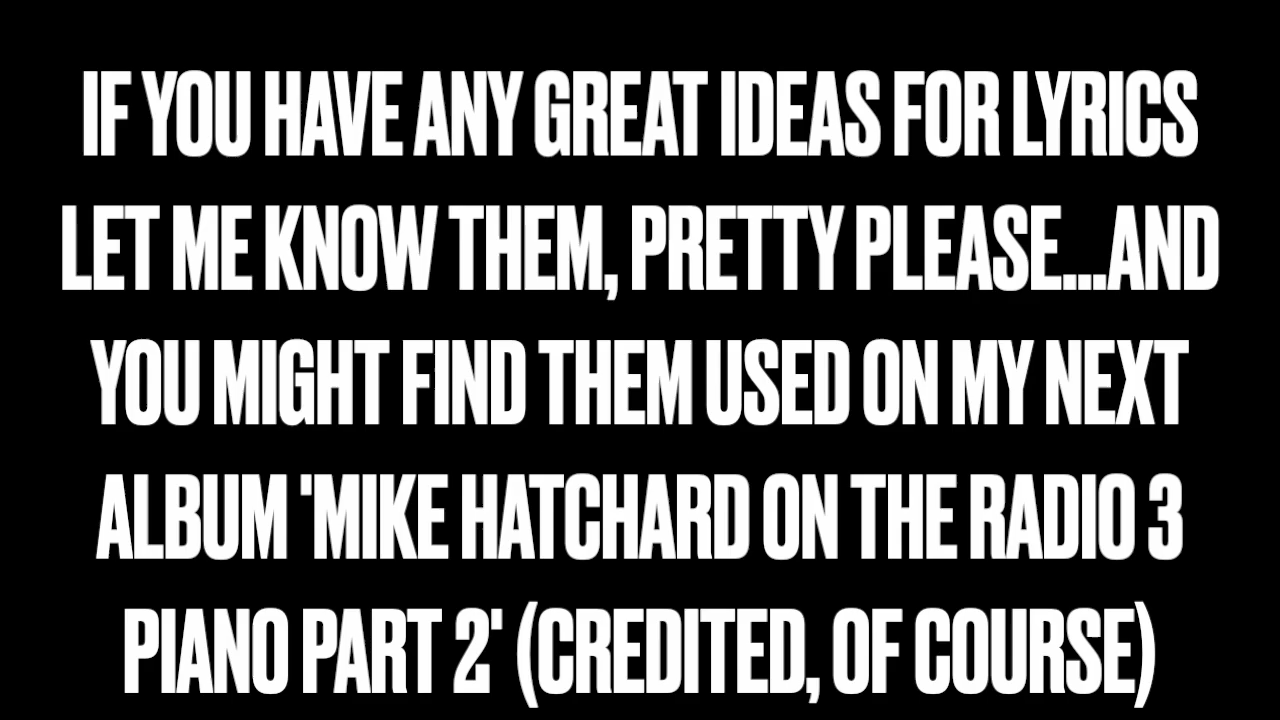 IF YOU HAVE ANY GREAT IDEAS FOR LYRICS
LET ME KNOW THEM, PRETTY PLEASE...AND
YOU MIGHT FIND THEM USED ON MY NEXT
ALBUM 'MIKE HATCHARD ON THE RADIO 3
PIANO PART 2' (CREDITED, OF COURSE)